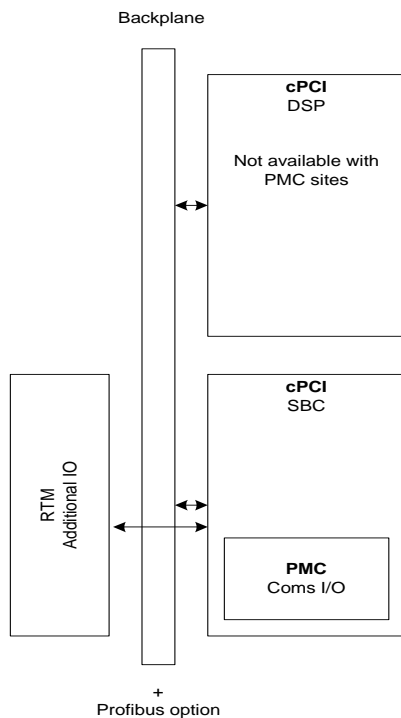 Backplane
cPCI
DSP
Not available with
PMC sites
cPCI
SBC
RTM
Additional IO
PMC
Coms I/O
+
Profibus option